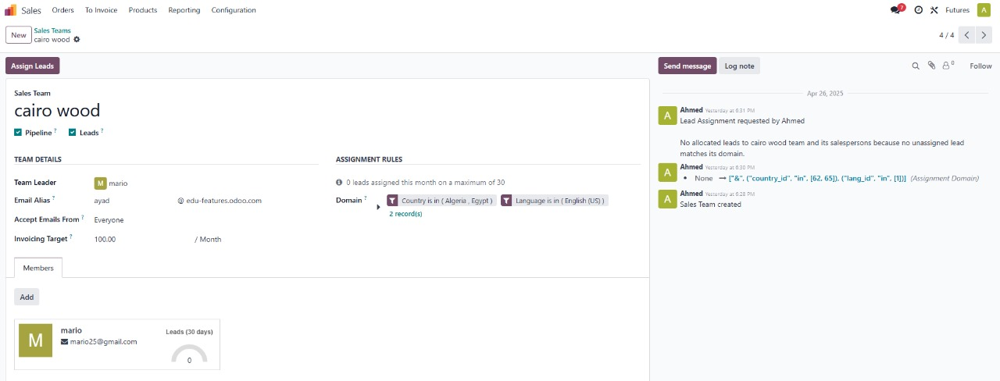 Sales Orders To Invoice Products Reporting Configuration 7 Futures A
New Sales Teams
cairo wood
4 / 4
Assign Leads
Send message Log note 0 Follow
Sales Team
cairo wood
Pipeline ? Leads ?
TEAM DETAILS
Team Leader M mario
Email Alias ? ayad @ edu-features.odoo.com
Accept Emails From ? Everyone
Invoicing Target ? 100.00 / Month
ASSIGNMENT RULES
0 leads assigned this month on a maximum of 30
Domain ? Country is in ( Algeria , Egypt ) Language is in ( English (US) )
2 record(s)
Members
Add
M mario
mario25@gmail.com
Leads (30 days)
0
Apr 26, 2025
A Ahmed Yesterday at 6:31 PM
Lead Assignment requested by Ahmed
No allocated leads to cairo wood team and its salespersons because no unassigned lead
matches its domain.
A Ahmed Yesterday at 6:30 PM
• None → ["&", ("country_id", "in", [62, 65]), ("lang_id", "in", [1])] (Assignment Domain)
A Ahmed Yesterday at 6:28 PM
Sales Team created